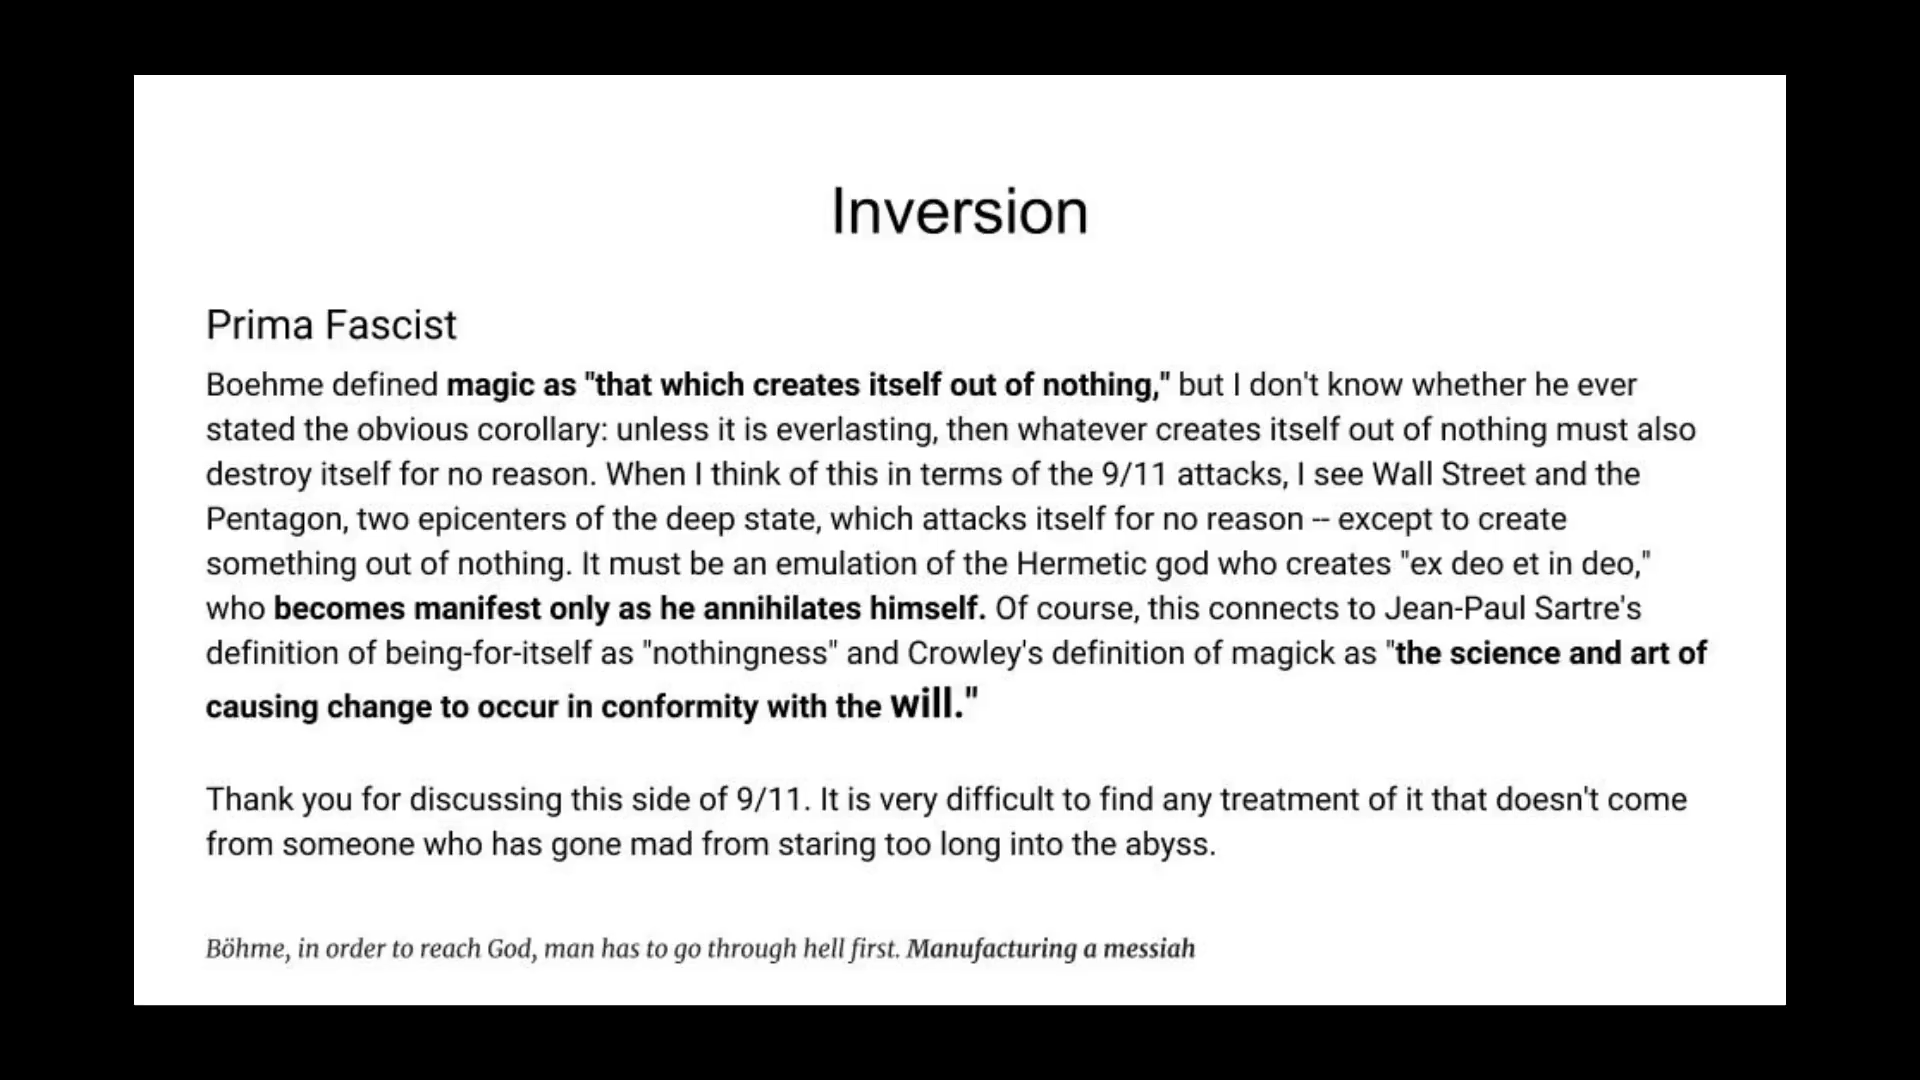 Inversion
Prima Fascist
Boehme defined magic as "that which creates itself out of nothing," but I don't know whether he ever
stated the obvious corollary: unless it is everlasting, then whatever creates itself out of nothing must also
destroy itself for no reason. When I think of this in terms of the 9/11 attacks, I see Wall Street and the
Pentagon, two epicenters of the deep state, which attacks itself for no reason -- except to create
something out of nothing. It must be an emulation of the Hermetic god who creates "ex deo et in deo,"
who becomes manifest only as he annihilates himself. Of course, this connects to Jean-Paul Sartre's
definition of being-for-itself as "nothingness" and Crowley's definition of magick as "the science and art of
causing change to occur in conformity with the will."
Thank you for discussing this side of 9/11. It is very difficult to find any treatment of it that doesn't come
from someone who has gone mad from staring too long into the abyss.
Böhme, in order to reach God, man has to go through hell first. Manufacturing a messiah